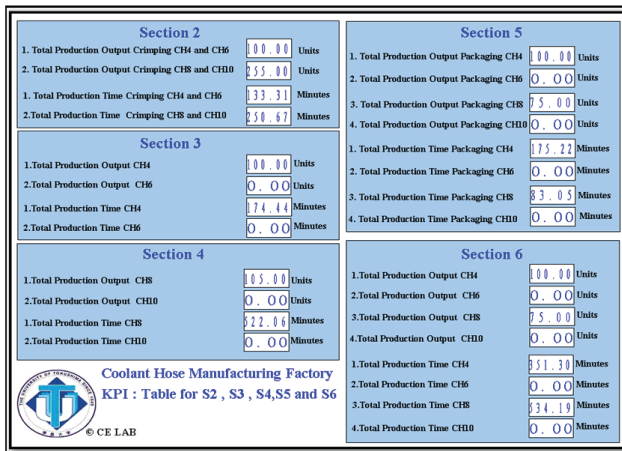 Section 2
1. Total Production Output Crimping CH4 and CH6 100.00 Units
2. Total Production Output Crimping CH8 and CH10 255.00 Units
1. Total Production Time Crimping CH4 and CH6 133.31 Minutes
2.Total Production Time Crimping CH8 and CH10 250.67 Minutes
Section 3
1.Total Production Output CH4 100.00 Units
2.Total Production Output CH6 0.00 Units
1.Total Production Time CH4 174.44 Minutes
2.Total Production Time CH6 0.00 Minutes
Section 4
1.Total Production Output CH8 105.00 Units
2.Total Production Output CH10 0.00 Units
1.Total Production Time CH8 522.06 Minutes
2.Total Production Time CH10 0.00 Minutes
Coolant Hose Manufacturing Factory
KPI : Table for S2 , S3 , S4,S5 and S6
© CE LAB
Section 5
1. Total Production Output Packaging CH4 100.00 Units
2. Total Production Output Packaging CH6 0.00 Units
3. Total Production Output Packaging CH8 75.00 Units
4. Total Production Output Packaging CH10 0.00 Units
1. Total Production Time Packaging CH4 175.22 Minutes
2. Total Production Time Packaging CH6 0.00 Minutes
3. Total Production Time Packaging CH8 83.05 Minutes
4. Total Production Time Packaging CH10 0.00 Minutes
Section 6
1.Total Production Output CH4 100.00 Units
2.Total Production Output CH6 0.00 Units
3.Total Production Output CH8 75.00 Units
4.Total Production Output CH10 0.00 Units
1.Total Production Time CH4 351.30 Minutes
2.Total Production Time CH6 0.00 Minutes
3.Total Production Time CH8 534.19 Minutes
4.Total Production Time CH10 0.00 Minutes